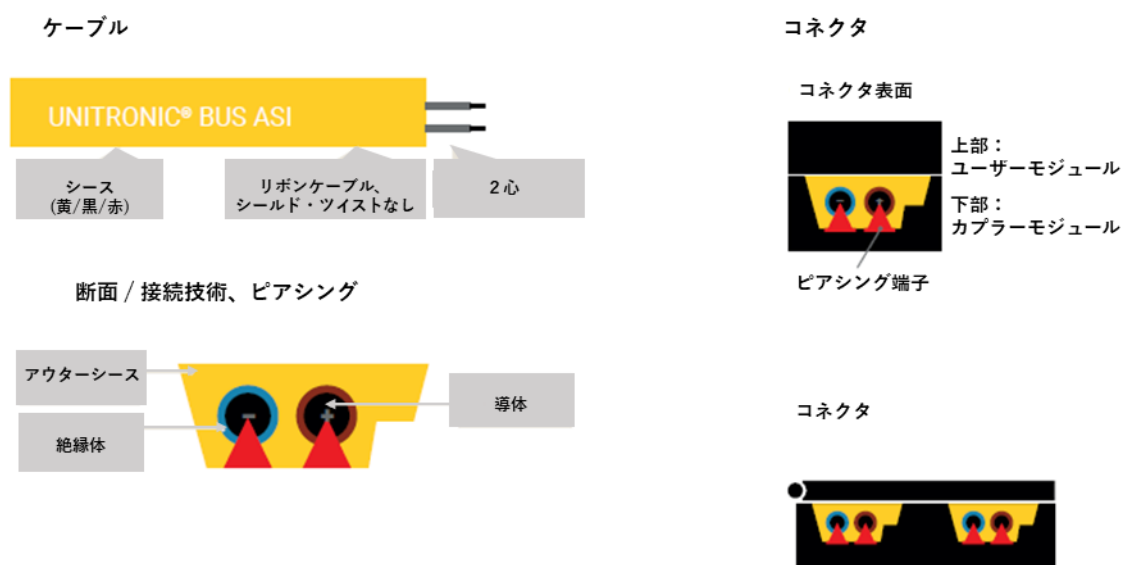 ケーブル
UNITRONIC® BUS ASI
シース
(黄/黒/赤)
リボンケーブル、
シールド・ツイストなし
2心
断面 / 接続技術、ピアシング
アウターシース
絶縁体
導体
- +
コネクタ
コネクタ表面
- +
上部：
ユーザーモジュール
下部：
カプラーモジュール
ピアシング端子
コネクタ